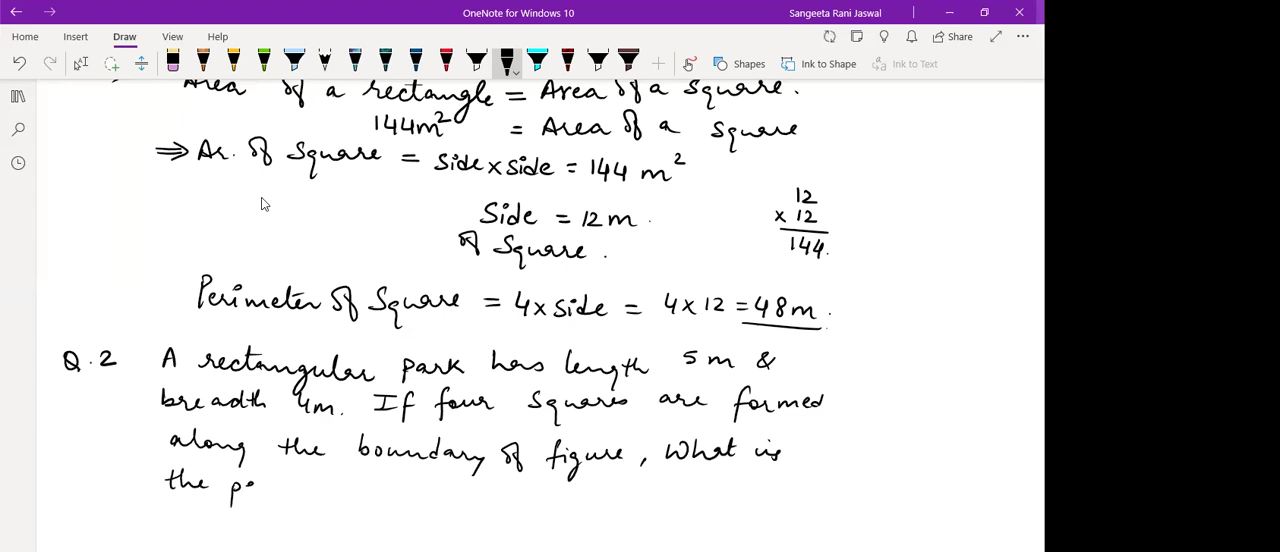 OneNote for Windows 10
Sangeeta Rani Jaswal
Home Insert Draw View Help
Share
Shapes Ink to Shape Ink to Text
Area of a rectangle = Area of a square.
144m² = Area of a square
⇒ Ar. of Square = Side×side = 144 m²
Side = 12m.
of Square.
12
× 12
144.
Perimeter of Square = 4×side = 4×12 = 48m.
Q.2 A rectangular park has length 5m &
breadth 4m. If four squares are formed
along the boundary of figure, What is
the pe